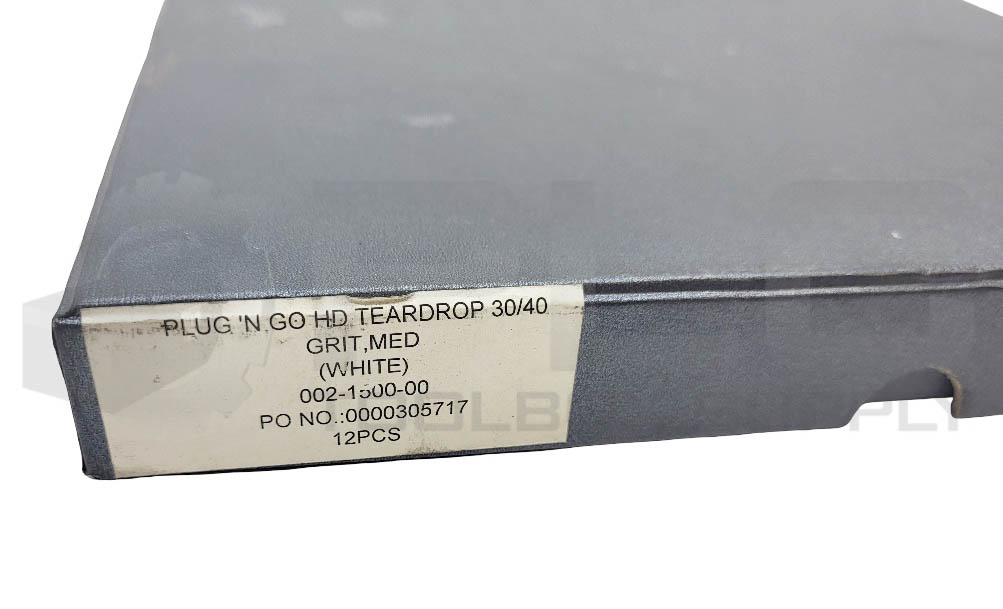 PLUG 'N GO HD TEARDROP 30/40
GRIT,MED
(WHITE)
002-1500-00
PO NO.:0000305717
12PCS